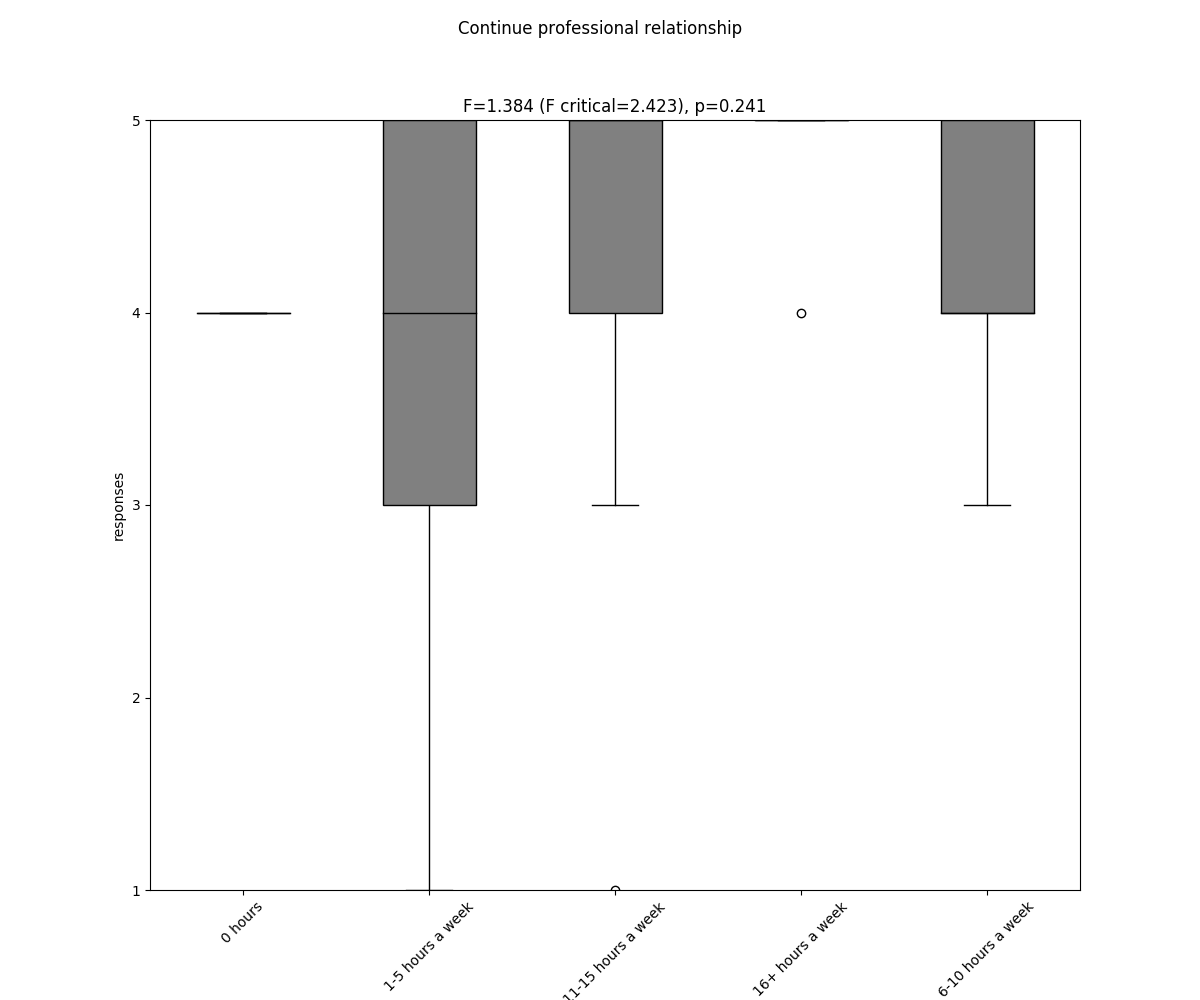 Continue professional relationship
F=1.384 (F critical=2.423), p=0.241
5
4
3
2
1
responses
0 hours
1-5 hours a week
11-15 hours a week
16+ hours a week
6-10 hours a week